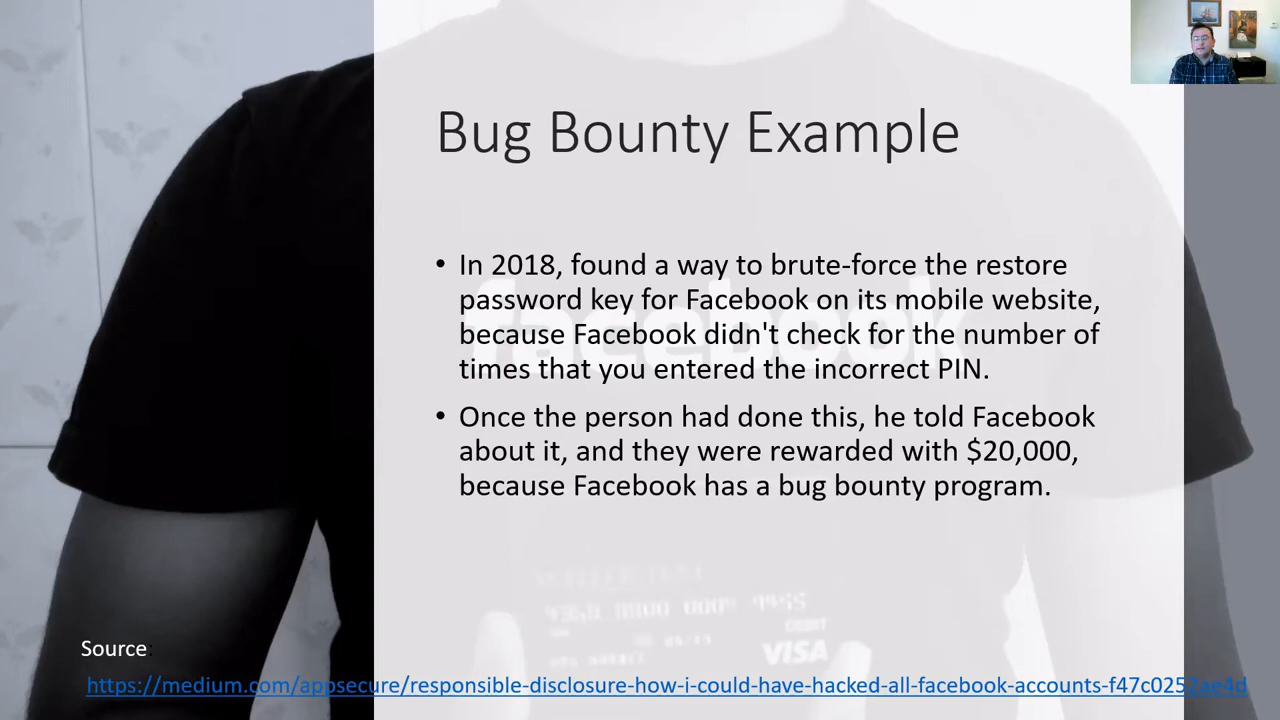 Bug Bounty Example
• In 2018, found a way to brute-force the restore
password key for Facebook on its mobile website,
because Facebook didn't check for the number of
times that you entered the incorrect PIN.
• Once the person had done this, he told Facebook
about it, and they were rewarded with $20,000,
because Facebook has a bug bounty program.
facebook
DEBIT
VISA
Source:
https://medium.com/appsecure/responsible-disclosure-how-i-could-have-hacked-all-facebook-accounts-f47c0252ae4d